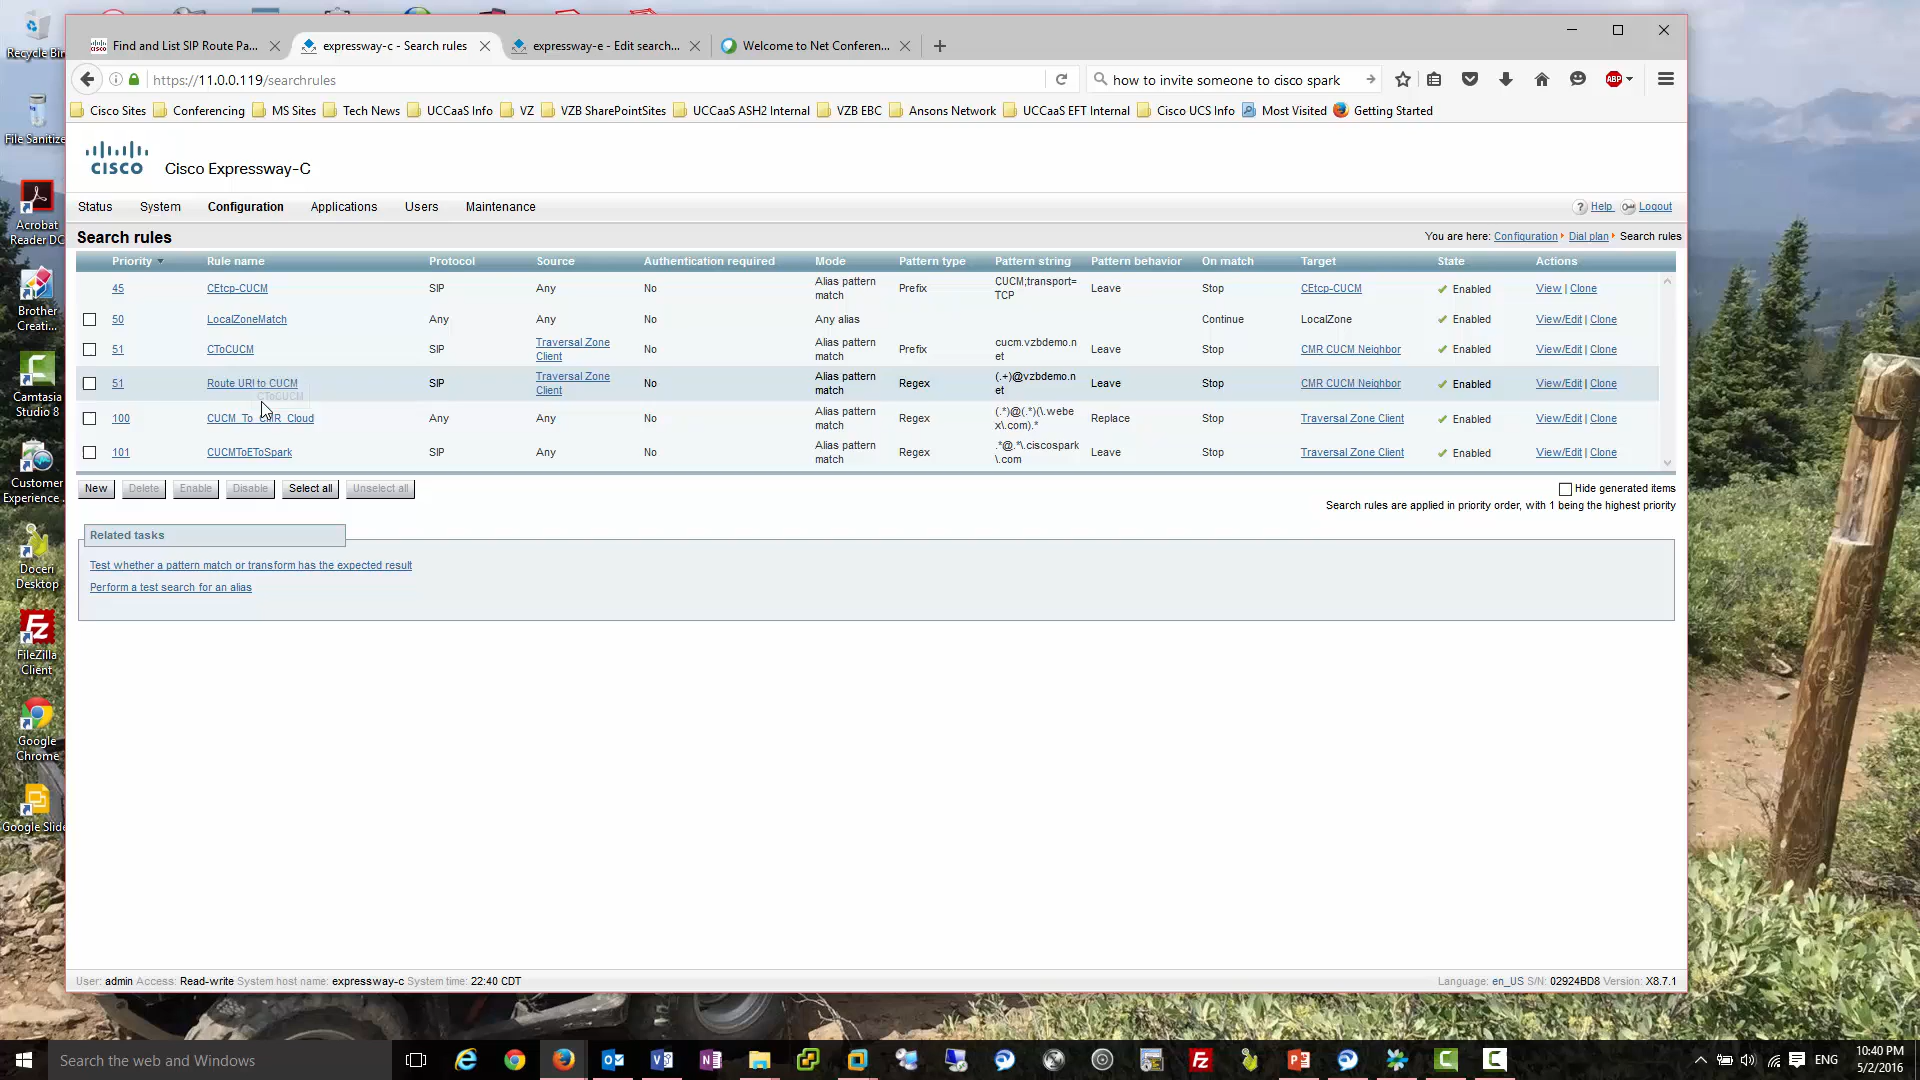 Recycle Bin
File Sanitizer
Acrobat
Reader DC
Brother
Creati...
Camtasia
Studio 8
Customer
Experience ...
Doceri
Desktop
FileZilla
Client
Google
Chrome
Google Slide
Find and List SIP Route Pa... expressway-c - Search rules expressway-e - Edit search... Welcome to Net Conferen...
https://11.0.0.119/searchrules how to invite someone to cisco spark ABP
Cisco Sites Conferencing MS Sites Tech News UCCaaS Info VZ VZB SharePointSites UCCaaS ASH2 Internal VZB EBC Ansons Network UCCaaS EFT Internal Cisco UCS Info Most Visited Getting Started
CISCO Cisco Expressway-C
Status System Configuration Applications Users Maintenance ? Help Logout
Search rules You are here: Configuration Dial plan Search rules
Priority Rule name Protocol Source Authentication required Mode Pattern type Pattern string Pattern behavior On match Target State Actions
45 CEtcp-CUCM SIP Any No Alias pattern match Prefix CUCM;transport=TCP Leave Stop CEtcp-CUCM Enabled View | Clone
50 LocalZoneMatch Any Any No Any alias Continue LocalZone Enabled View/Edit | Clone
51 CToCUCM SIP Traversal Zone Client No Alias pattern match Prefix cucm.vzbdemo.net Leave Stop CMR CUCM Neighbor Enabled View/Edit | Clone
51 Route URI to CUCM SIP Traversal Zone Client No Alias pattern match Regex (.+)@vzbdemo.net Leave Stop CMR CUCM Neighbor Enabled View/Edit | Clone
CToCUCM
100 CUCM_To_CMR_Cloud Any Any No Alias pattern match Regex (.*)@(.*)(\.webex\.com).* Replace Stop Traversal Zone Client Enabled View/Edit | Clone
101 CUCMToEToSpark SIP Any No Alias pattern match Regex .*@.*\.ciscospark\.com Leave Stop Traversal Zone Client Enabled View/Edit | Clone
New Delete Enable Disable Select all Unselect all Hide generated items
Search rules are applied in priority order, with 1 being the highest priority
Related tasks
Test whether a pattern match or transform has the expected result
Perform a test search for an alias
User: admin Access: Read-write System host name: expressway-c System time: 22:40 CDT Language: en_US S/N: 02924BD8 Version: X8.7.1
Search the web and Windows ENG 10:40 PM
5/2/2016